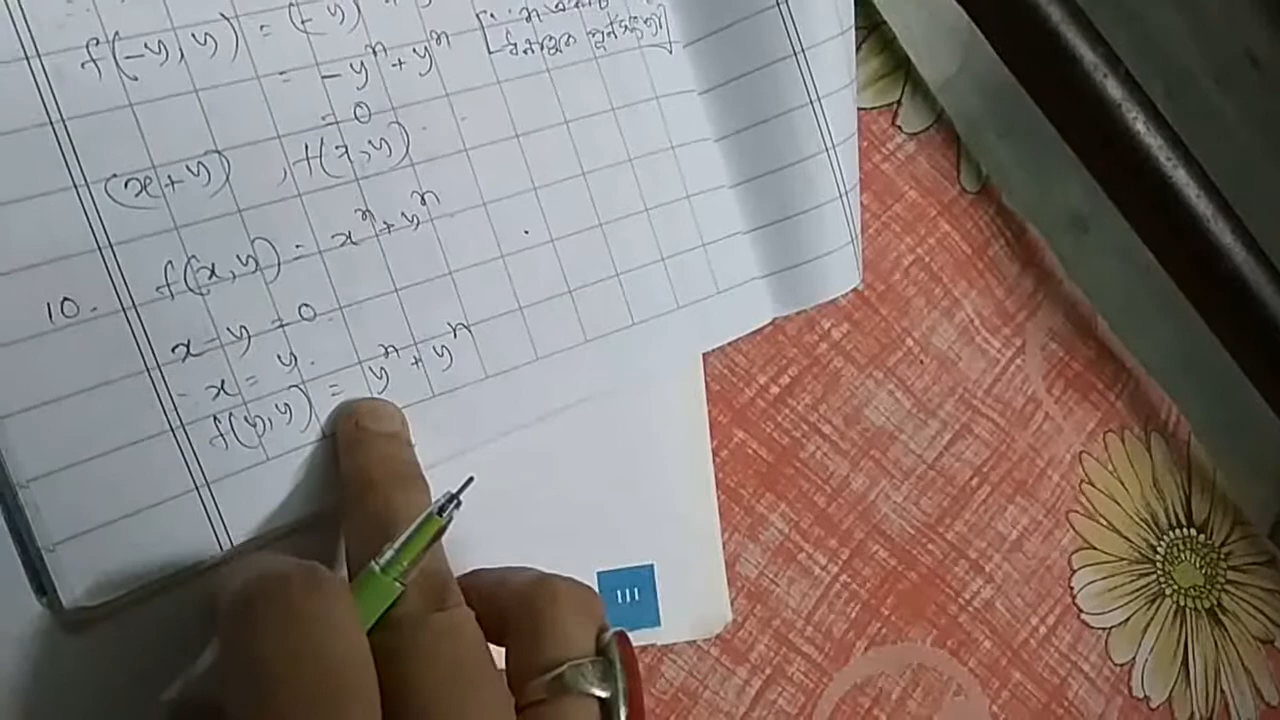 f(-y, y) = (-y)
= -yⁿ + yⁿ
= 0
(x+y) , f(x, y)
f(x, y) = xⁿ + yⁿ
10.
x - y = 0
x = y.
f(y, y) = yⁿ + yⁿ
111